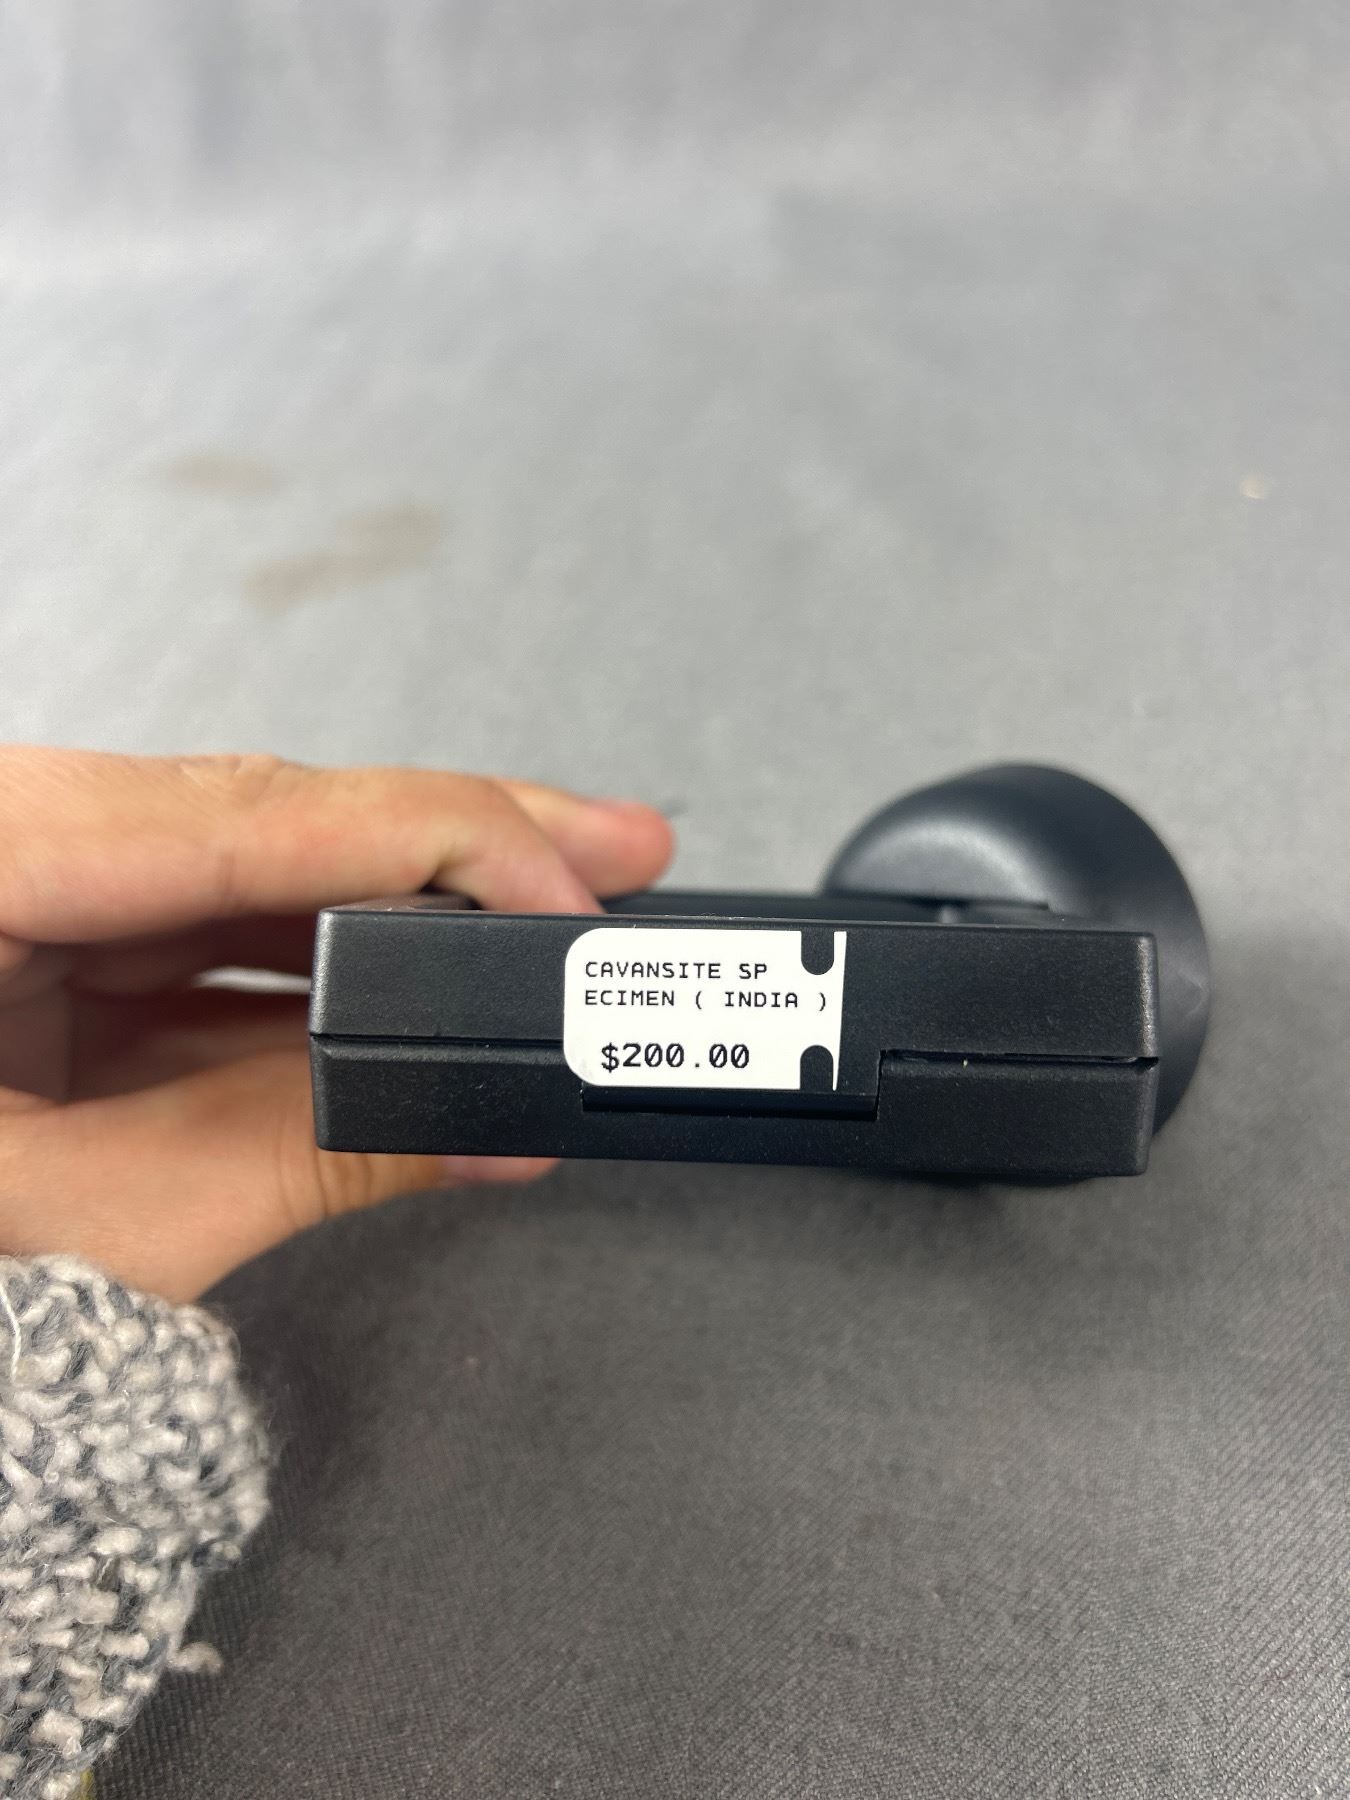 CAVANSITE SP
ECIMEN ( INDIA )
$200.00